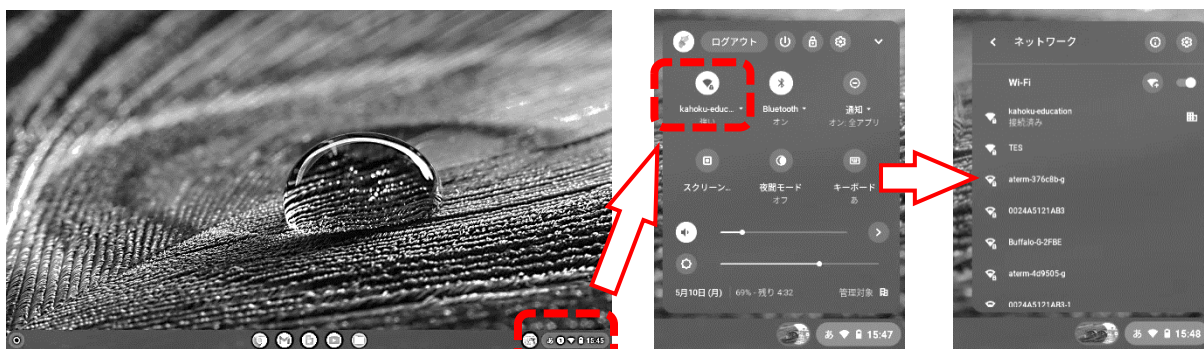 あ 15:45
ログアウト
kahoku-educ...
強い
Bluetooth
オン
通知
オン: 全アプリ
スクリーン...
夜間モード
オフ
キーボード
あ
5月10日 (月) 69% - 残り 4:32 管理対象
あ 15:47
ネットワーク
Wi-Fi
kahoku-education
接続済み
TES
aterm-376c8b-g
0024A5121AB3
Buffalo-G-2FBE
aterm-4d9505-g
0024A5121AB3-1
あ 15:48